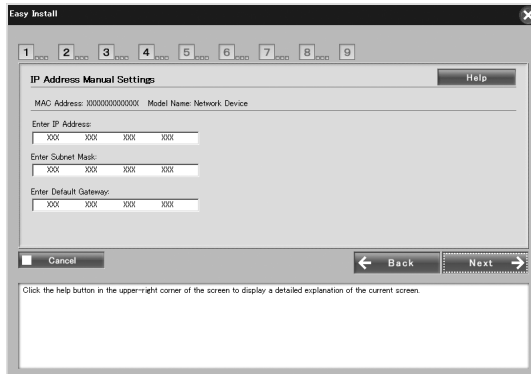 Easy Install
1 2 3 4 5 6 7 8 9
IP Address Manual Settings
Help
MAC Address: XXXXXXXXXXXX Model Name: Network Device
Enter IP Address:
XXX XXX XXX XXX
Enter Subnet Mask:
XXX XXX XXX XXX
Enter Default Gateway:
XXX XXX XXX XXX
Cancel
Back
Next
Click the help button in the upper-right corner of the screen to display a detailed explanation of the current screen.